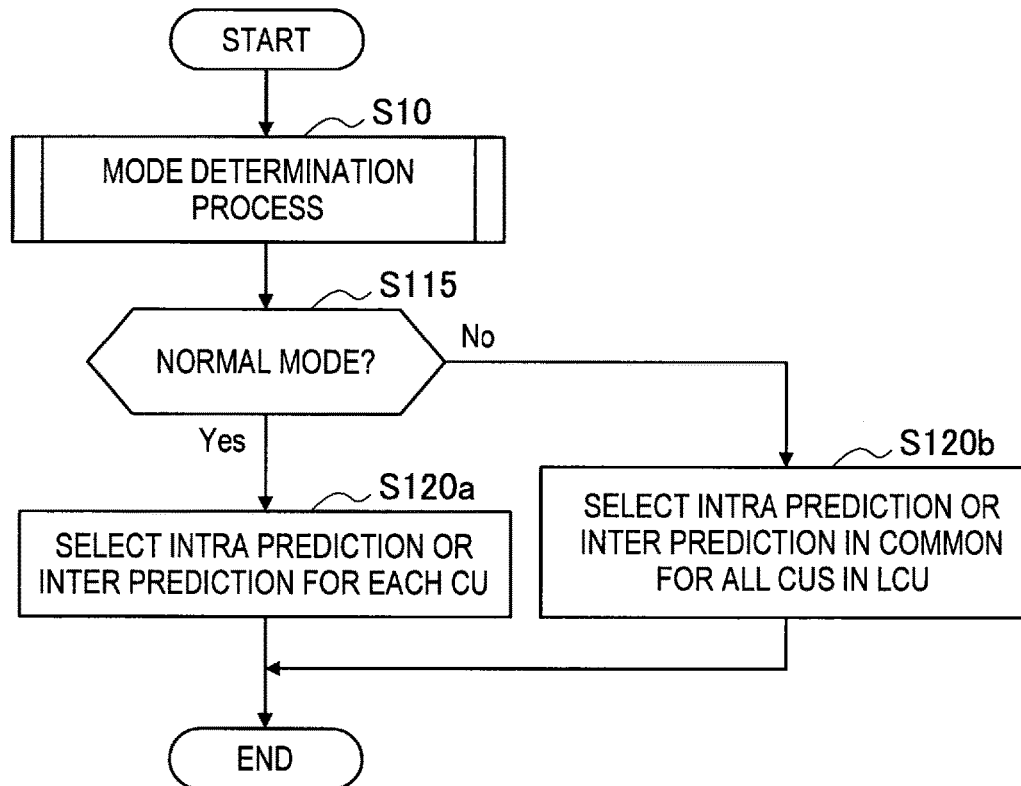 START
S10
MODE DETERMINATION
PROCESS
S115
NORMAL MODE?
No
Yes
S120a
SELECT INTRA PREDICTION OR
INTER PREDICTION FOR EACH CU
S120b
SELECT INTRA PREDICTION OR
INTER PREDICTION IN COMMON
FOR ALL CUS IN LCU
END